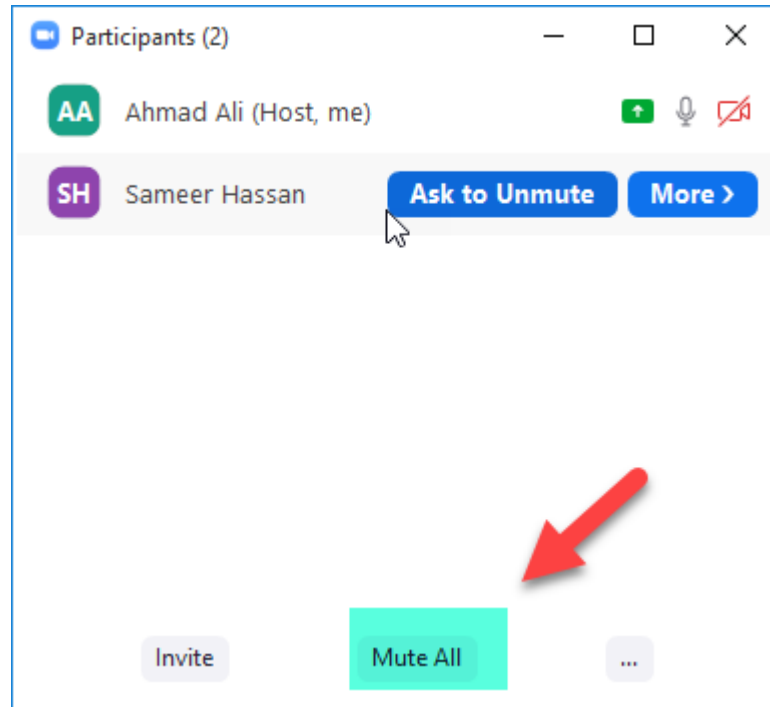 Participants (2)
AA Ahmad Ali (Host, me)
SH Sameer Hassan Ask to Unmute More >
Invite Mute All ...